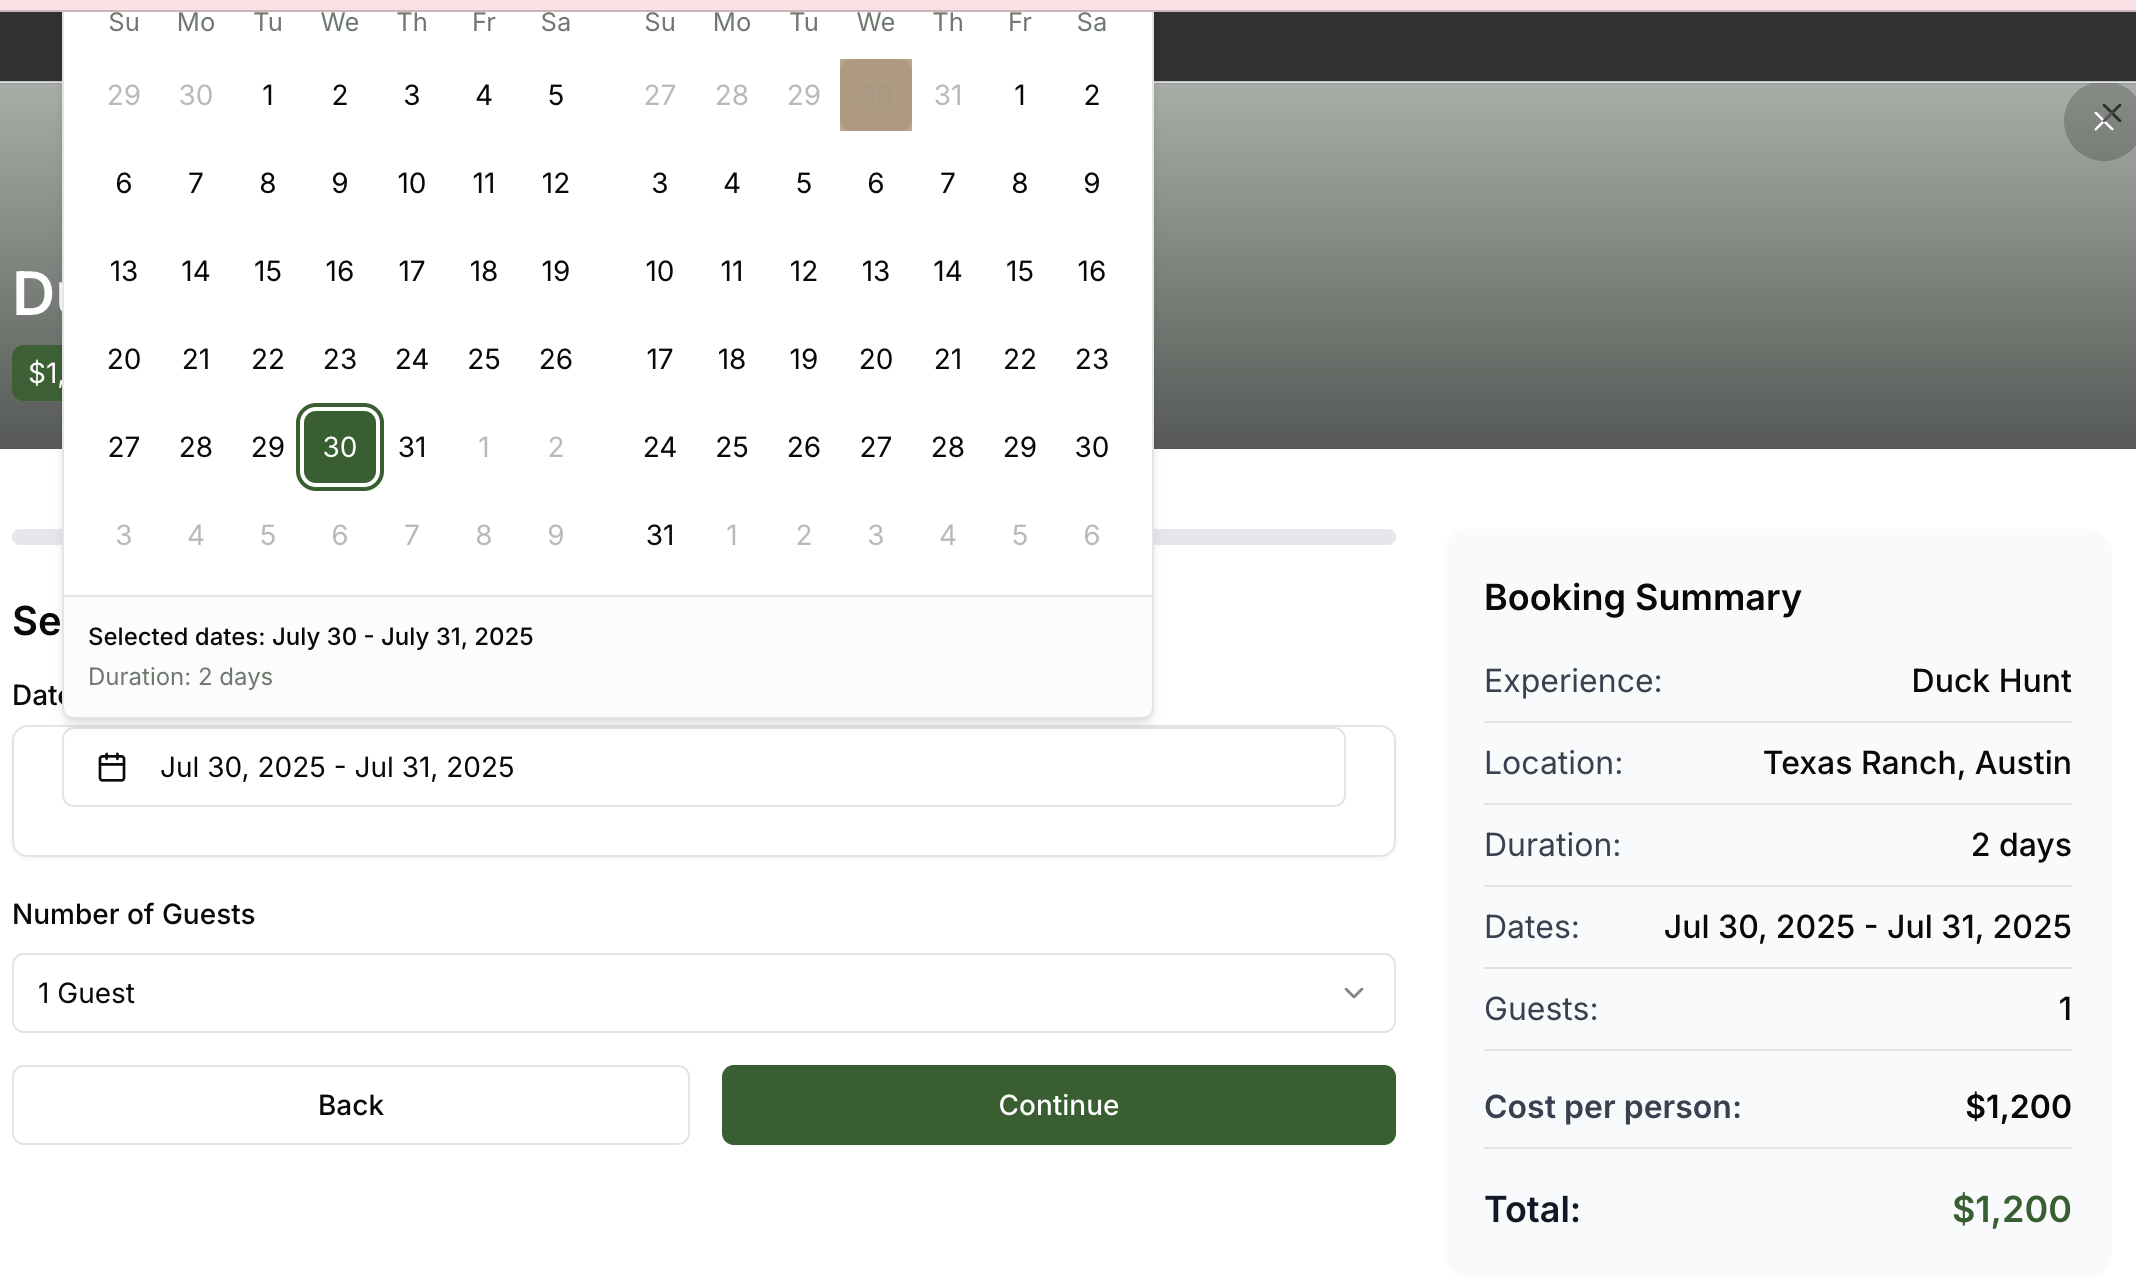 Su Mo Tu We Th Fr Sa Su Mo Tu We Th Fr Sa
29 30 1 2 3 4 5 27 28 29 30 31 1 2
6 7 8 9 10 11 12 3 4 5 6 7 8 9
13 14 15 16 17 18 19 10 11 12 13 14 15 16
20 21 22 23 24 25 26 17 18 19 20 21 22 23
27 28 29 30 31 1 2 24 25 26 27 28 29 30
3 4 5 6 7 8 9 31 1 2 3 4 5 6
Selected dates: July 30 - July 31, 2025
Duration: 2 days
Jul 30, 2025 - Jul 31, 2025
Number of Guests
1 Guest
Back
Continue
Booking Summary
Experience: Duck Hunt
Location: Texas Ranch, Austin
Duration: 2 days
Dates: Jul 30, 2025 - Jul 31, 2025
Guests: 1
Cost per person: $1,200
Total: $1,200